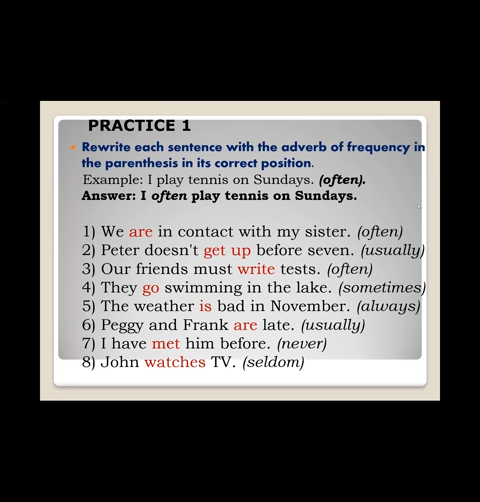 PRACTICE 1
Rewrite each sentence with the adverb of frequency in
the parenthesis in its correct position.
Example: I play tennis on Sundays. (often).
Answer: I often play tennis on Sundays.
1) We are in contact with my sister. (often)
2) Peter doesn't get up before seven. (usually)
3) Our friends must write tests. (often)
4) They go swimming in the lake. (sometimes)
5) The weather is bad in November. (always)
6) Peggy and Frank are late. (usually)
7) I have met him before. (never)
8) John watches TV. (seldom)